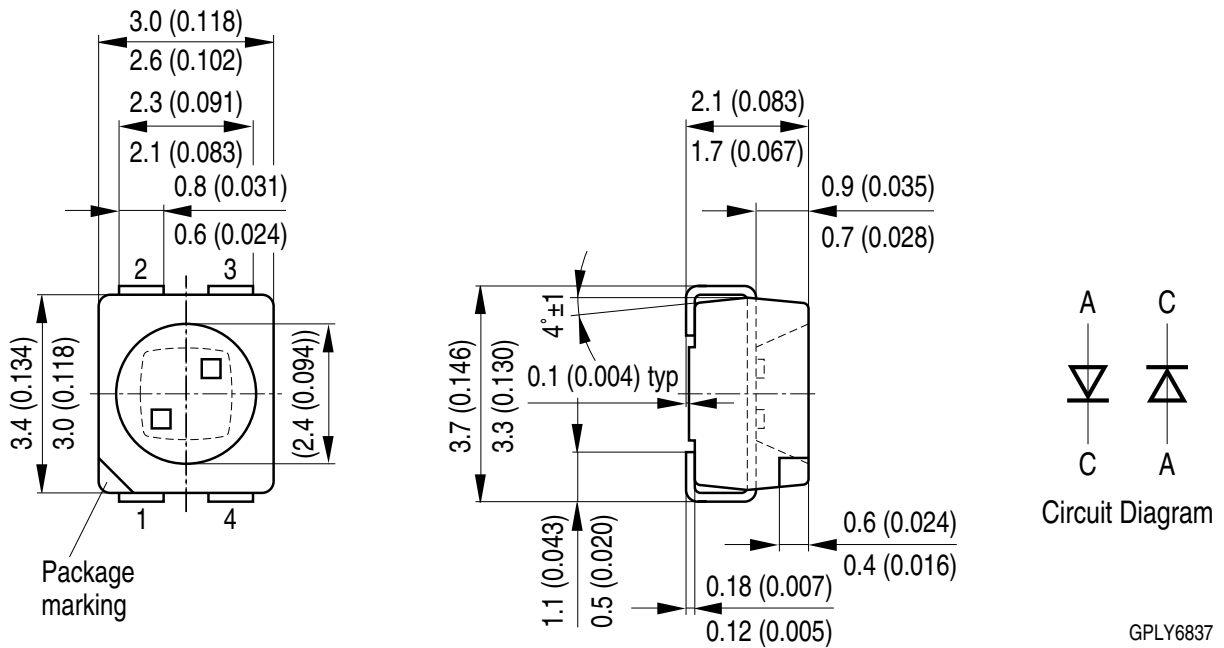 3.0 (0.118)
2.6 (0.102)
2.3 (0.091)
2.1 (0.083)
0.8 (0.031)
0.6 (0.024)
2
3
3.4 (0.134)
3.0 (0.118)
(2.4 (0.094))
1
4
Package
marking
2.1 (0.083)
1.7 (0.067)
0.9 (0.035)
0.7 (0.028)
4°±1
0.1 (0.004) typ
3.7 (0.146)
3.3 (0.130)
1.1 (0.043)
0.5 (0.020)
0.6 (0.024)
0.4 (0.016)
0.18 (0.007)
0.12 (0.005)
A
C
C
A
Circuit Diagram
GPLY6837